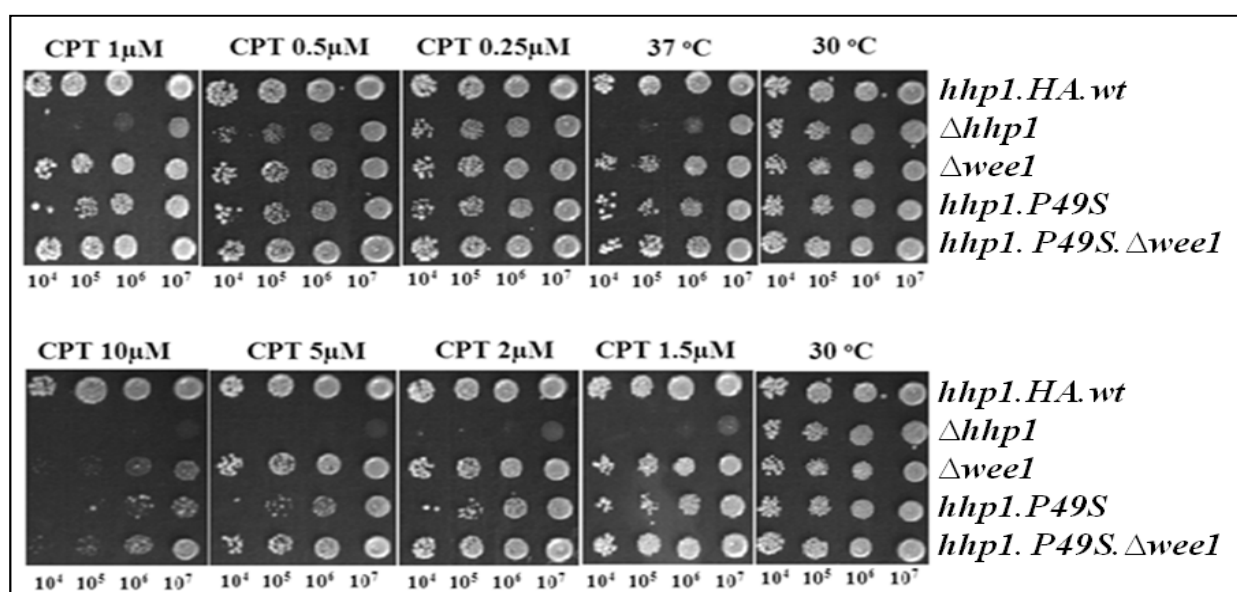 CPT 1µM CPT 0.5µM CPT 0.25µM 37 °C 30 °C
hhp1.HA.wt
Δhhp1
Δwee1
hhp1.P49S
hhp1. P49S. Δwee1
10⁴ 10⁵ 10⁶ 10⁷ 10⁴ 10⁵ 10⁶ 10⁷ 10⁴ 10⁵ 10⁶ 10⁷ 10⁴ 10⁵ 10⁶ 10⁷ 10⁴ 10⁵ 10⁶ 10⁷
CPT 10µM CPT 5µM CPT 2µM CPT 1.5µM 30 °C
hhp1.HA.wt
Δhhp1
Δwee1
hhp1.P49S
hhp1. P49S. Δwee1
10⁴ 10⁵ 10⁶ 10⁷ 10⁴ 10⁵ 10⁶ 10⁷ 10⁴ 10⁵ 10⁶ 10⁷ 10⁴ 10⁵ 10⁶ 10⁷ 10⁴ 10⁵ 10⁶ 10⁷